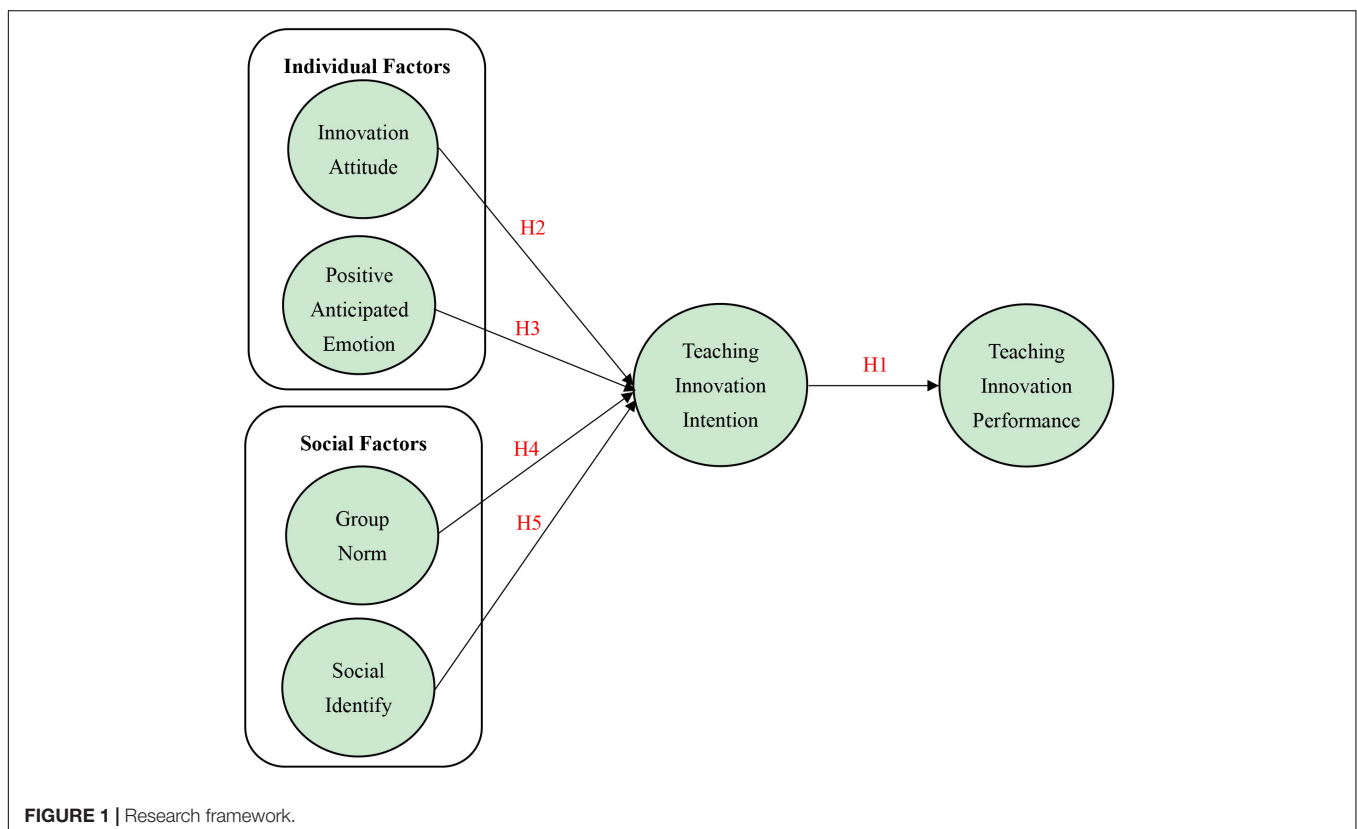 Individual Factors
Innovation
Attitude
H2
Positive
Anticipated
Emotion
H3
Teaching
Innovation
Intention
H1
Teaching
Innovation
Performance
Social Factors
H4
Group
Norm
H5
Social
Identify
FIGURE 1 | Research framework.